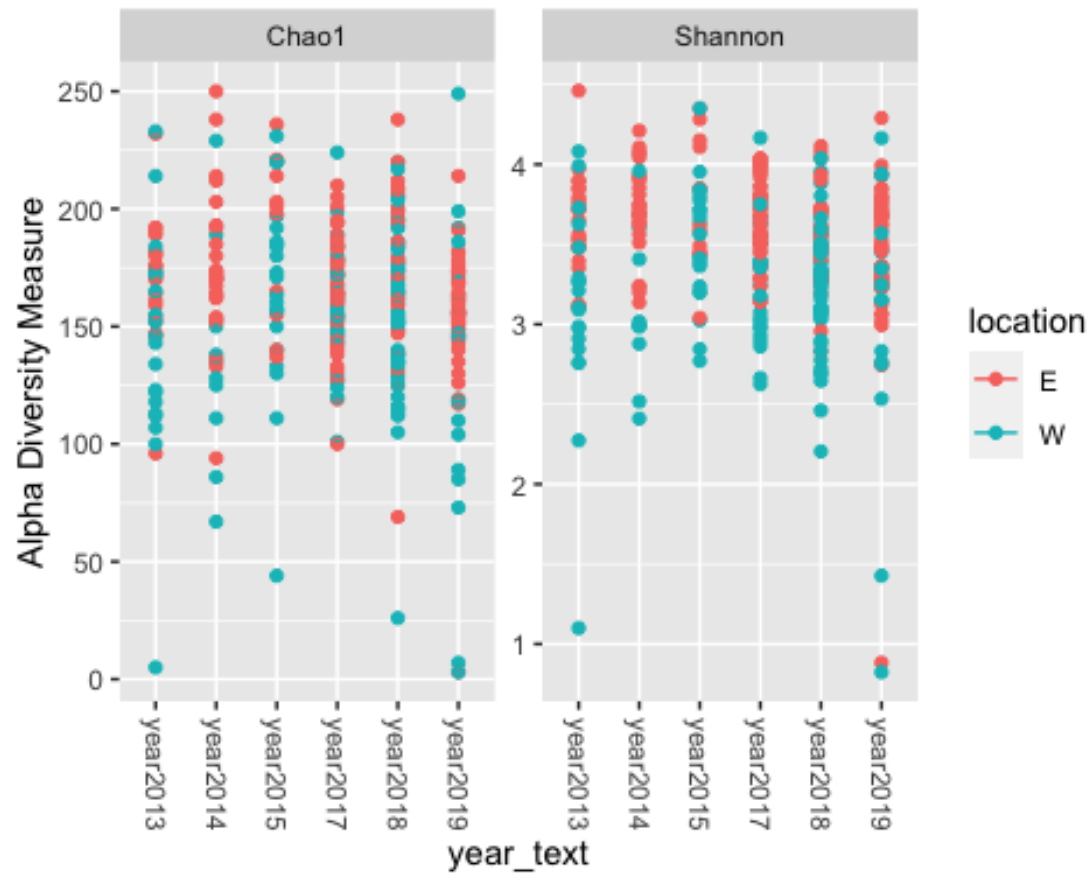 Chao1
Shannon
Alpha Diversity Measure
250
200
150
100
50
0
4
3
2
1
year2013
year2014
year2015
year2017
year2018
year2019
year2013
year2014
year2015
year2017
year2018
year2019
year_text
location
E
W